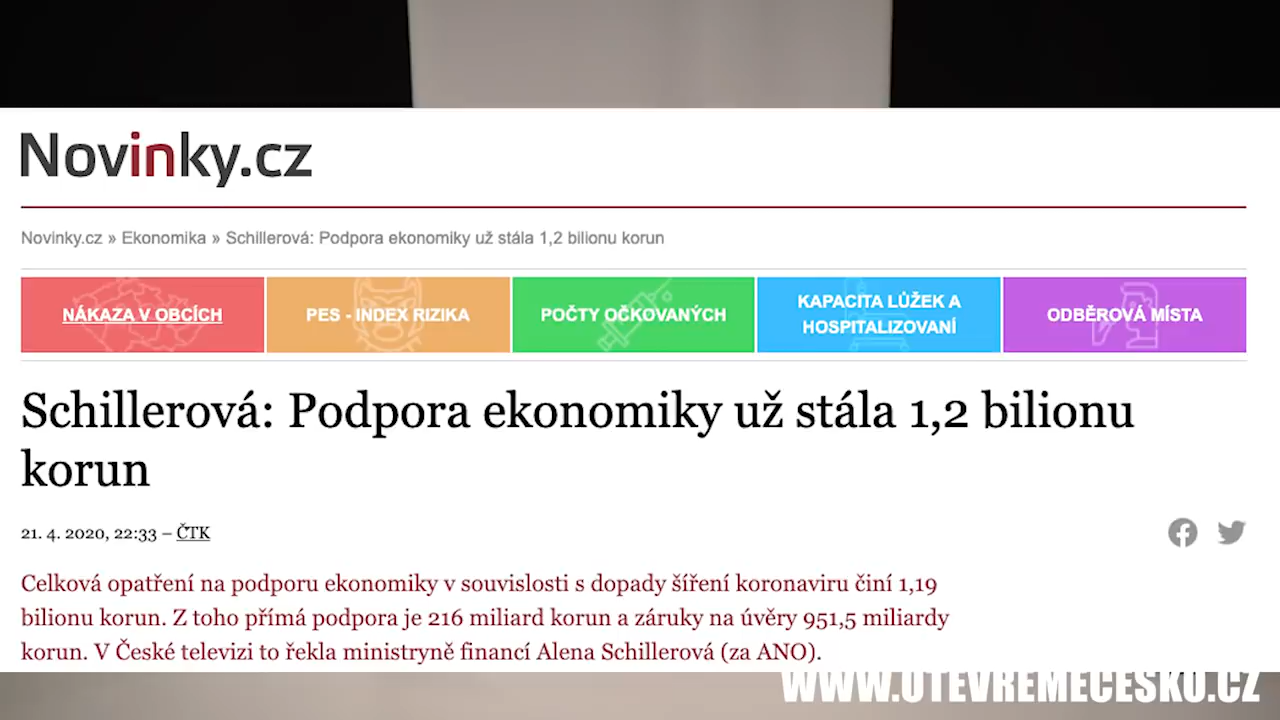 Novinky.cz
Novinky.cz » Ekonomika » Schillerová: Podpora ekonomiky už stála 1,2 bilionu korun
NÁKAZA V OBCÍCH
PES - INDEX RIZIKA
POČTY OČKOVANÝCH
KAPACITA LŮŽEK A
HOSPITALIZOVANÍ
ODBĚROVÁ MÍSTA
Schillerová: Podpora ekonomiky už stála 1,2 bilionu
korun
21. 4. 2020, 22:33 – ČTK
Celková opatření na podporu ekonomiky v souvislosti s dopady šíření koronaviru činí 1,19
bilionu korun. Z toho přímá podpora je 216 miliard korun a záruky na úvěry 951,5 miliardy
korun. V České televizi to řekla ministryně financí Alena Schillerová (za ANO).
WWW.OTEVREMECESKO.CZ